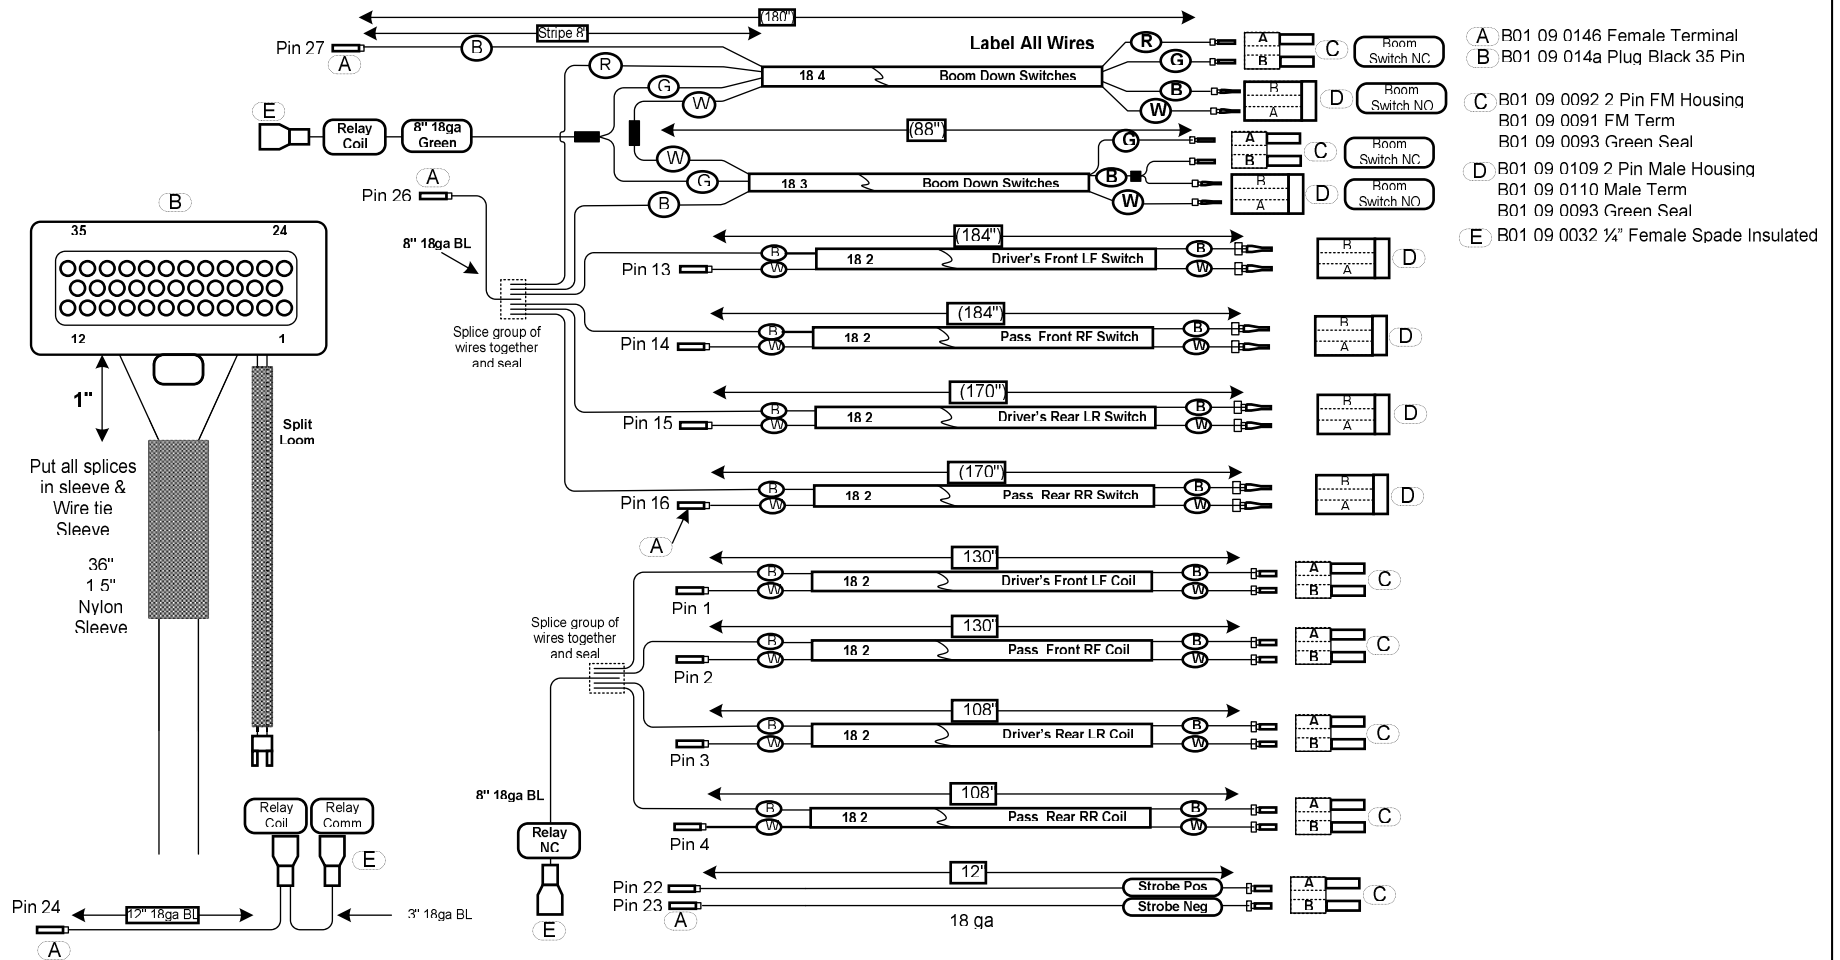 (180")
Stripe 8'
Pin 27
A
B
Label All Wires
R
G
W
18 4
Boom Down Switches
R
G
B
W
A
B
C
Boom
Switch NC
B
A
D
Boom
Switch NO
A B01 09 0146 Female Terminal
B B01 09 014a Plug Black 35 Pin
C B01 09 0092 2 Pin FM Housing
B01 09 0091 FM Term
B01 09 0093 Green Seal
D B01 09 0109 2 Pin Male Housing
B01 09 0110 Male Term
B01 09 0093 Green Seal
E B01 09 0032 ¼” Female Spade Insulated
E
Relay
Coil
8" 18ga
Green
(88")
W
G
B
18 3
Boom Down Switches
G
B
W
A
B
C
Boom
Switch NC
B
A
D
Boom
Switch NO
A
Pin 26
8" 18ga BL
Splice group of
wires together
and seal
B
35
24
12
1
1"
Split
Loom
Put all splices
in sleeve &
Wire tie
Sleeve
36"
1.5"
Nylon
Sleeve
(184")
Pin 13
B
W
18 2
Driver's Front LF Switch
B
W
B
A
D
(184")
Pin 14
B
W
18 2
Pass Front RF Switch
B
W
B
A
D
(170")
Pin 15
B
W
18 2
Driver's Rear LR Switch
B
W
B
A
D
(170")
Pin 16
B
W
18 2
Pass Rear RR Switch
B
W
B
A
D
A
130"
Pin 1
B
W
18 2
Driver's Front LF Coil
B
W
A
B
C
Splice group of
wires together
and seal
130"
Pin 2
B
W
18 2
Pass Front RF Coil
B
W
A
B
C
108"
Pin 3
B
W
18 2
Driver's Rear LR Coil
B
W
A
B
C
108"
Pin 4
B
W
18 2
Pass Rear RR Coil
B
W
A
B
C
8" 18ga BL
Relay
NC
E
12'
Pin 22
Strobe Pos
Pin 23
Strobe Neg
A
18 ga
A
B
C
Relay
Coil
Relay
Comm
E
Pin 24
12" 18ga BL
3" 18ga BL
A